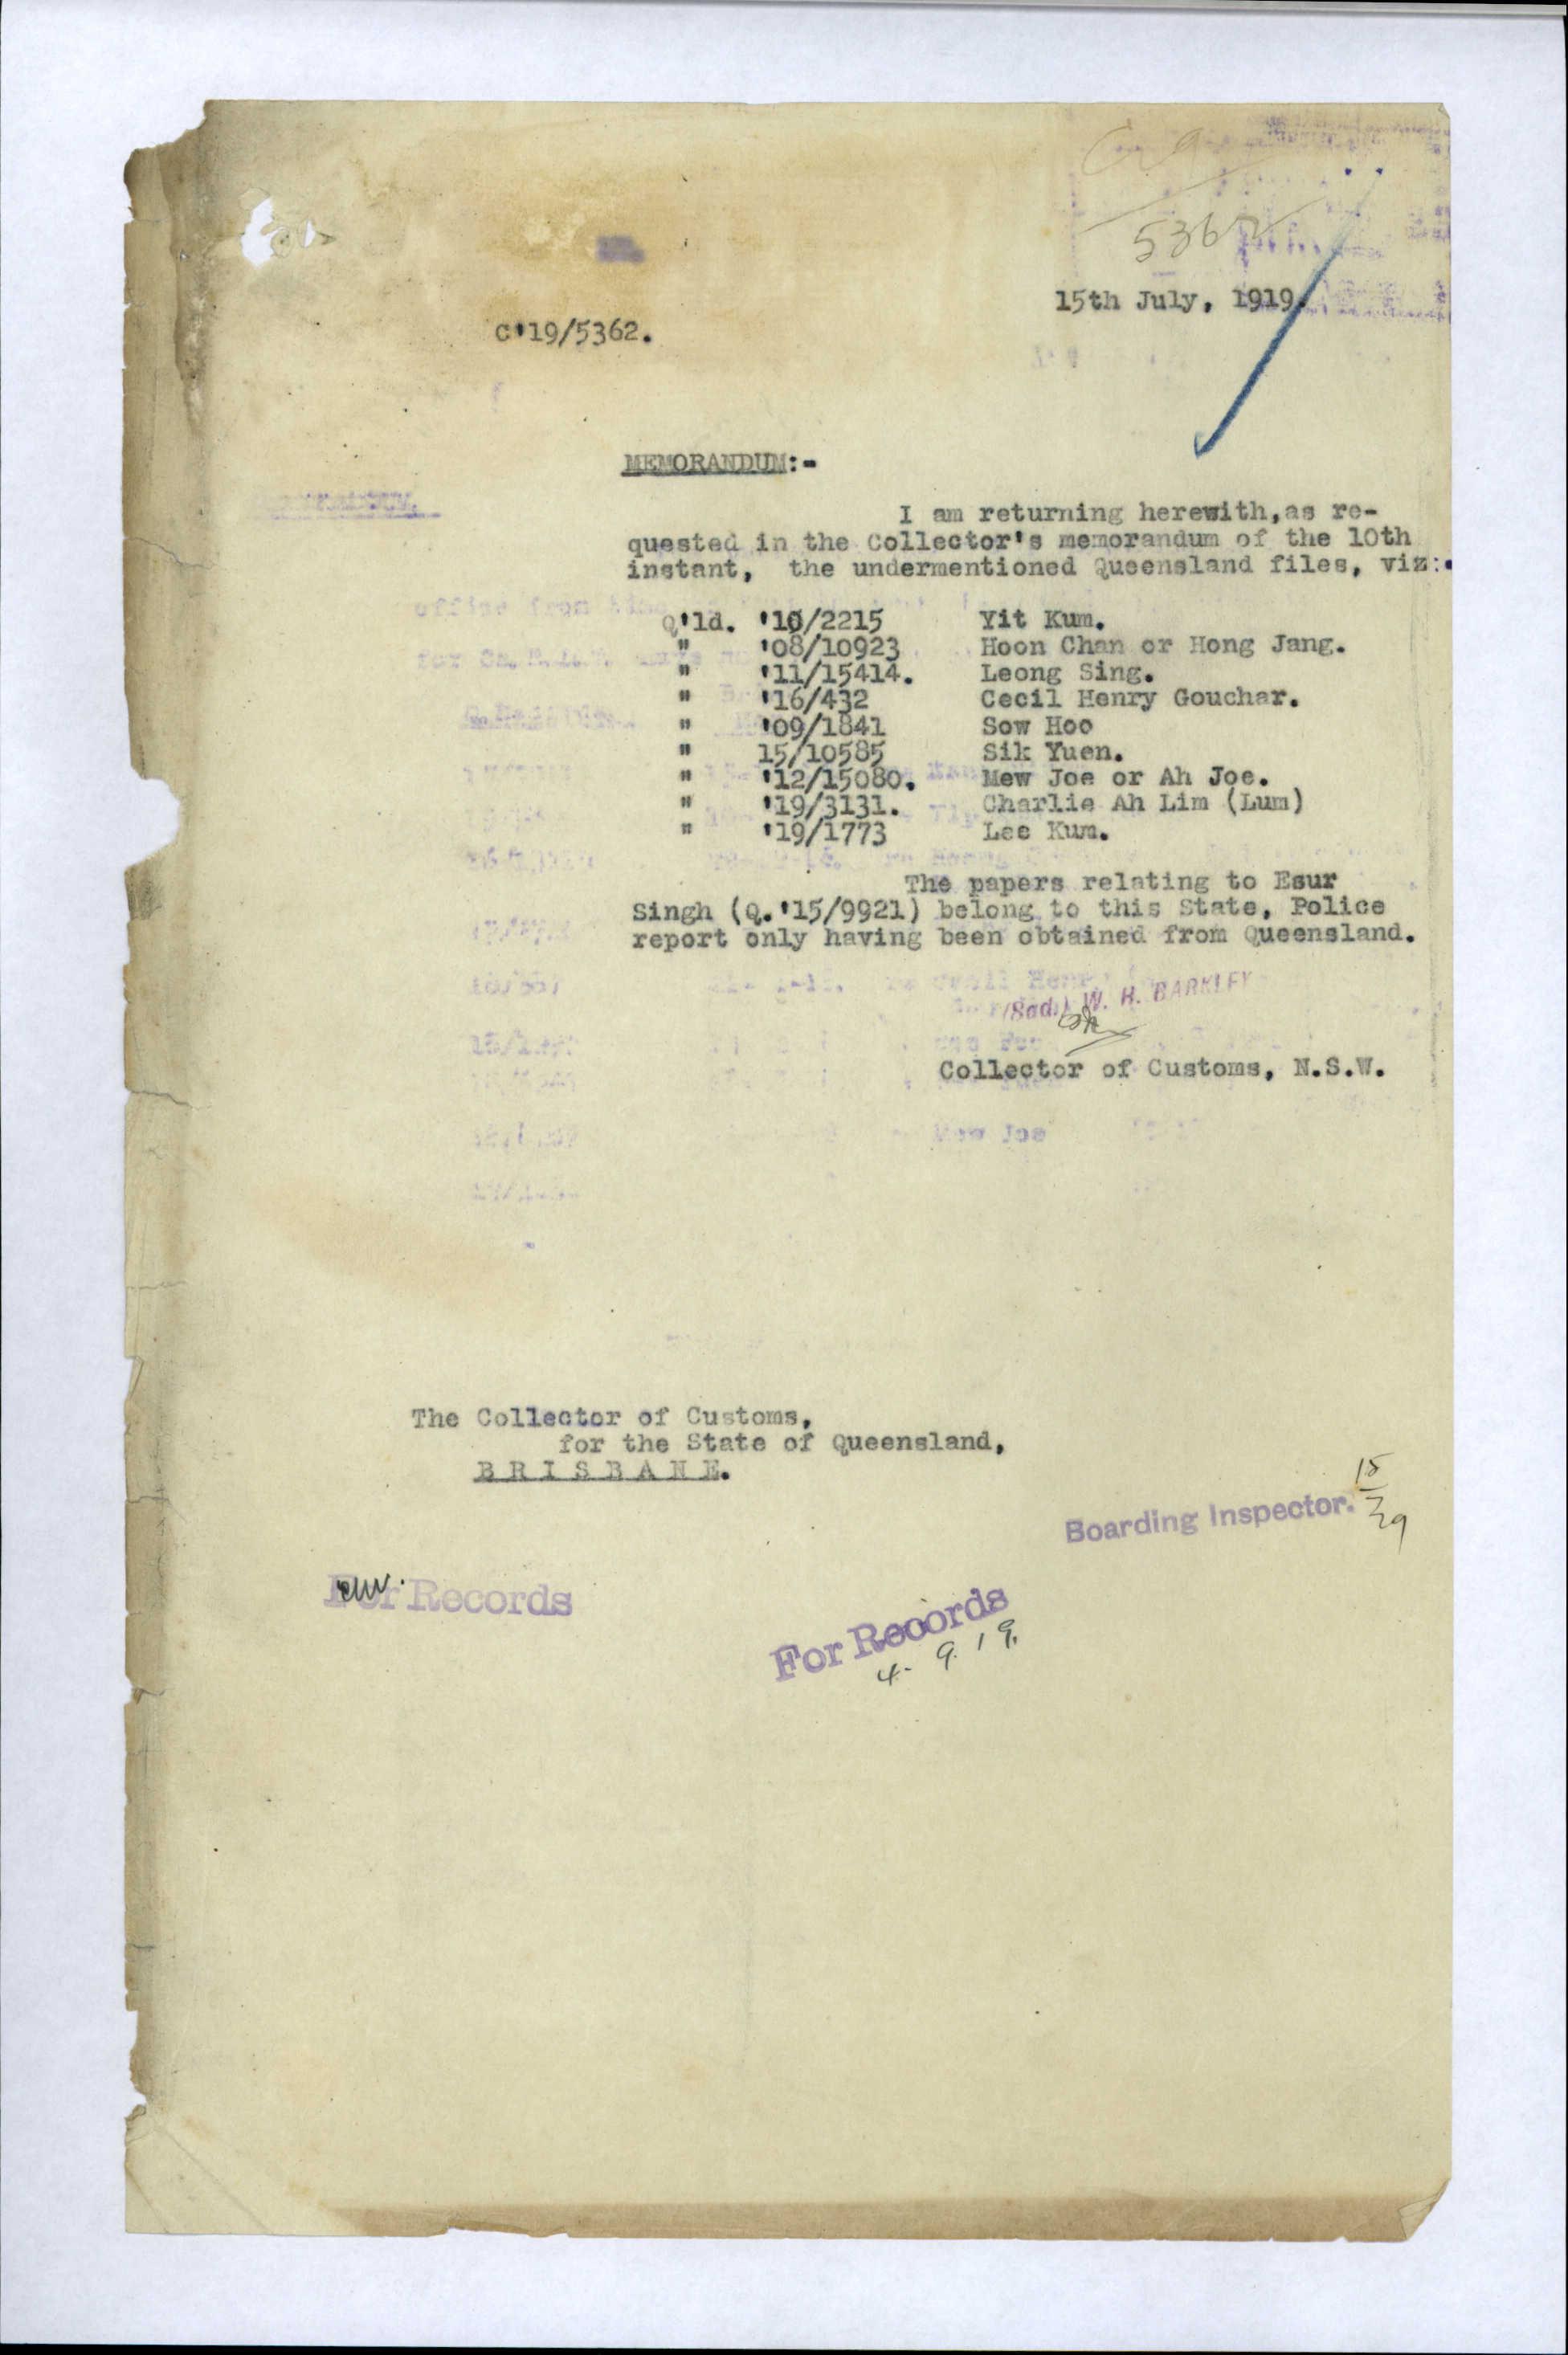 5362
15th July, 1919.
C'19/5362.
MEMORANDUM:-
I am returning herewith,as re-
quested in the Collector's memorandum of the 10th
instant, the undermentioned Queensland files, viz:-
Q'ld. '10/2215 Yit Kum.
" '08/10923 Hoon Chan or Hong Jang.
" '11/15414. Leong Sing.
" '16/432 Cecil Henry Gouchar.
" '09/1841 Sow Hoo
" 15/10585 Sik Yuen.
" '12/15080. Mew Joe or Ah Joe.
" '19/3131. Charlie Ah Lim (Lum)
" '19/1773 Lee Kum.
The papers relating to Esur
Singh (Q.'15/9921) belong to this State, Police
report only having been obtained from Queensland.
(Sgd.) W. H. BARKLEY
Collector of Customs, N.S.W.
Mew Joe
The Collector of Customs,
for the State of Queensland,
BRISBANE.
Boarding Inspector. 15/7/19
For Records
For Records
4. 9. 19.